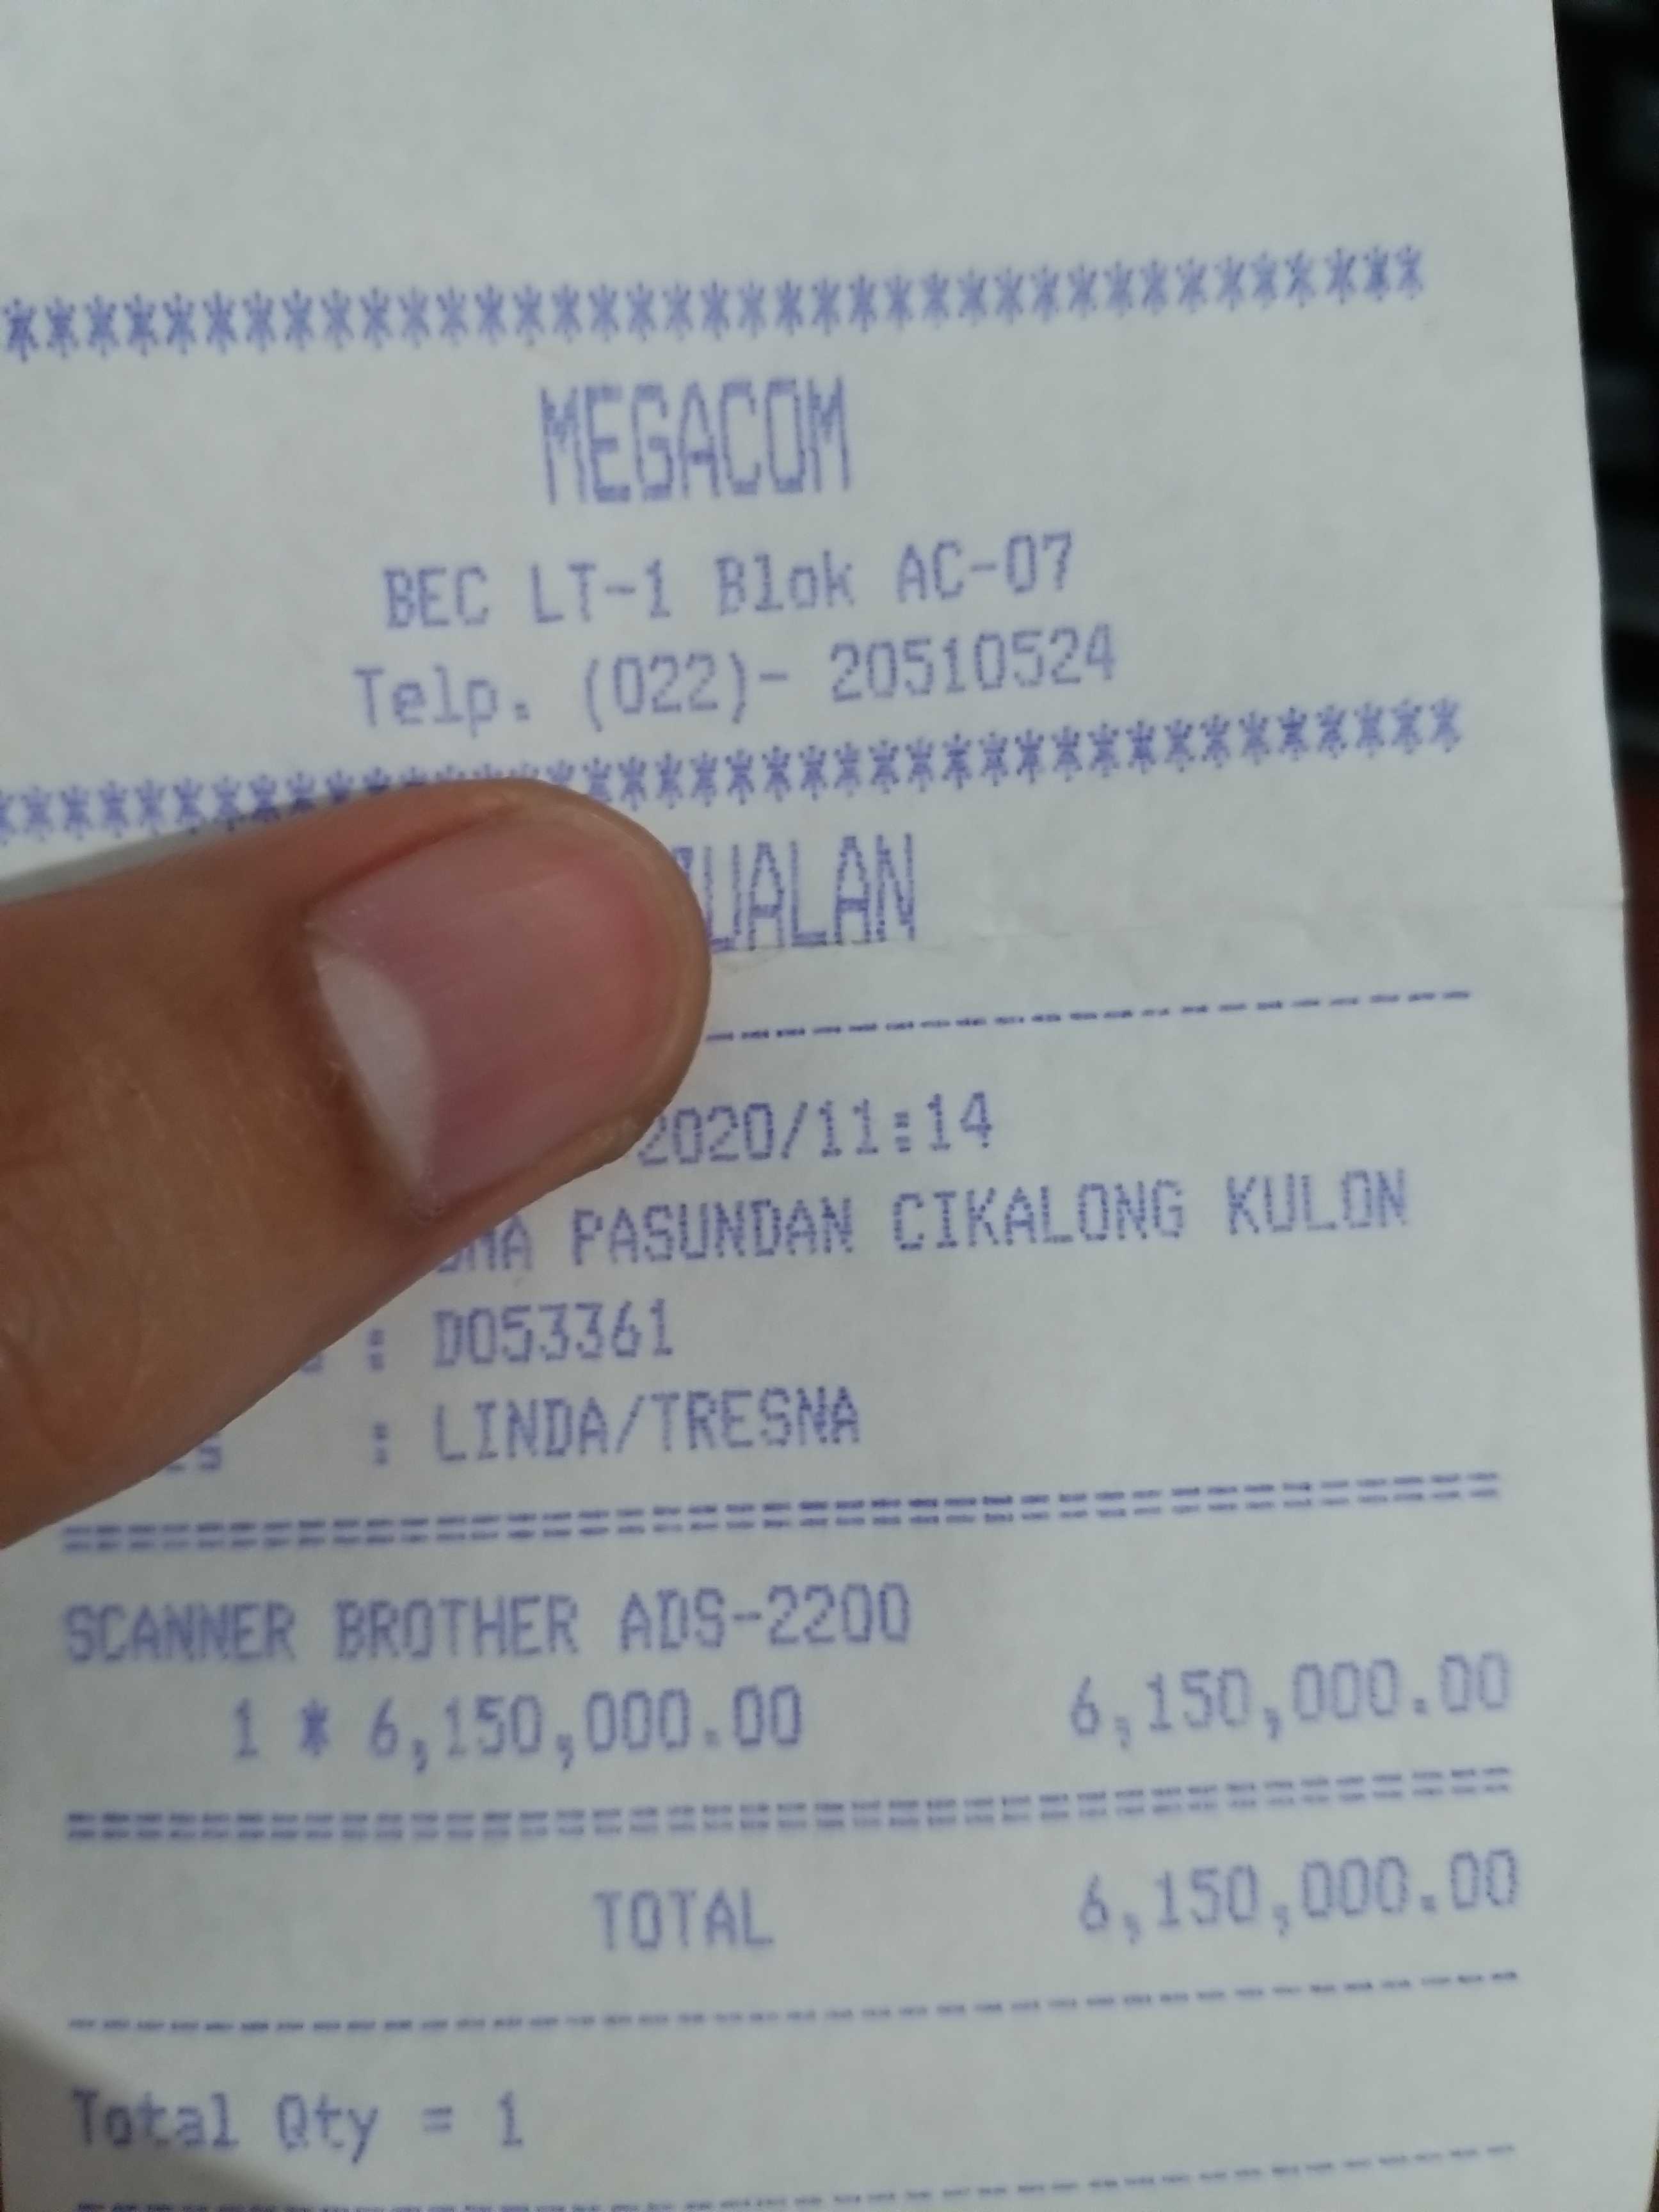 ****************************************
MEGACOM
BEC LT-1 Blok AC-07
Telp. (022)- 20510524
****************************************
2020/11:14
PASUNDAN CIKALONG KULON
: DO53361
: LINDA/TRESNA
SCANNER BROTHER ADS-2200
1 * 6,150,000.00 6,150,000.00
TOTAL 6,150,000.00
Total Qty = 1